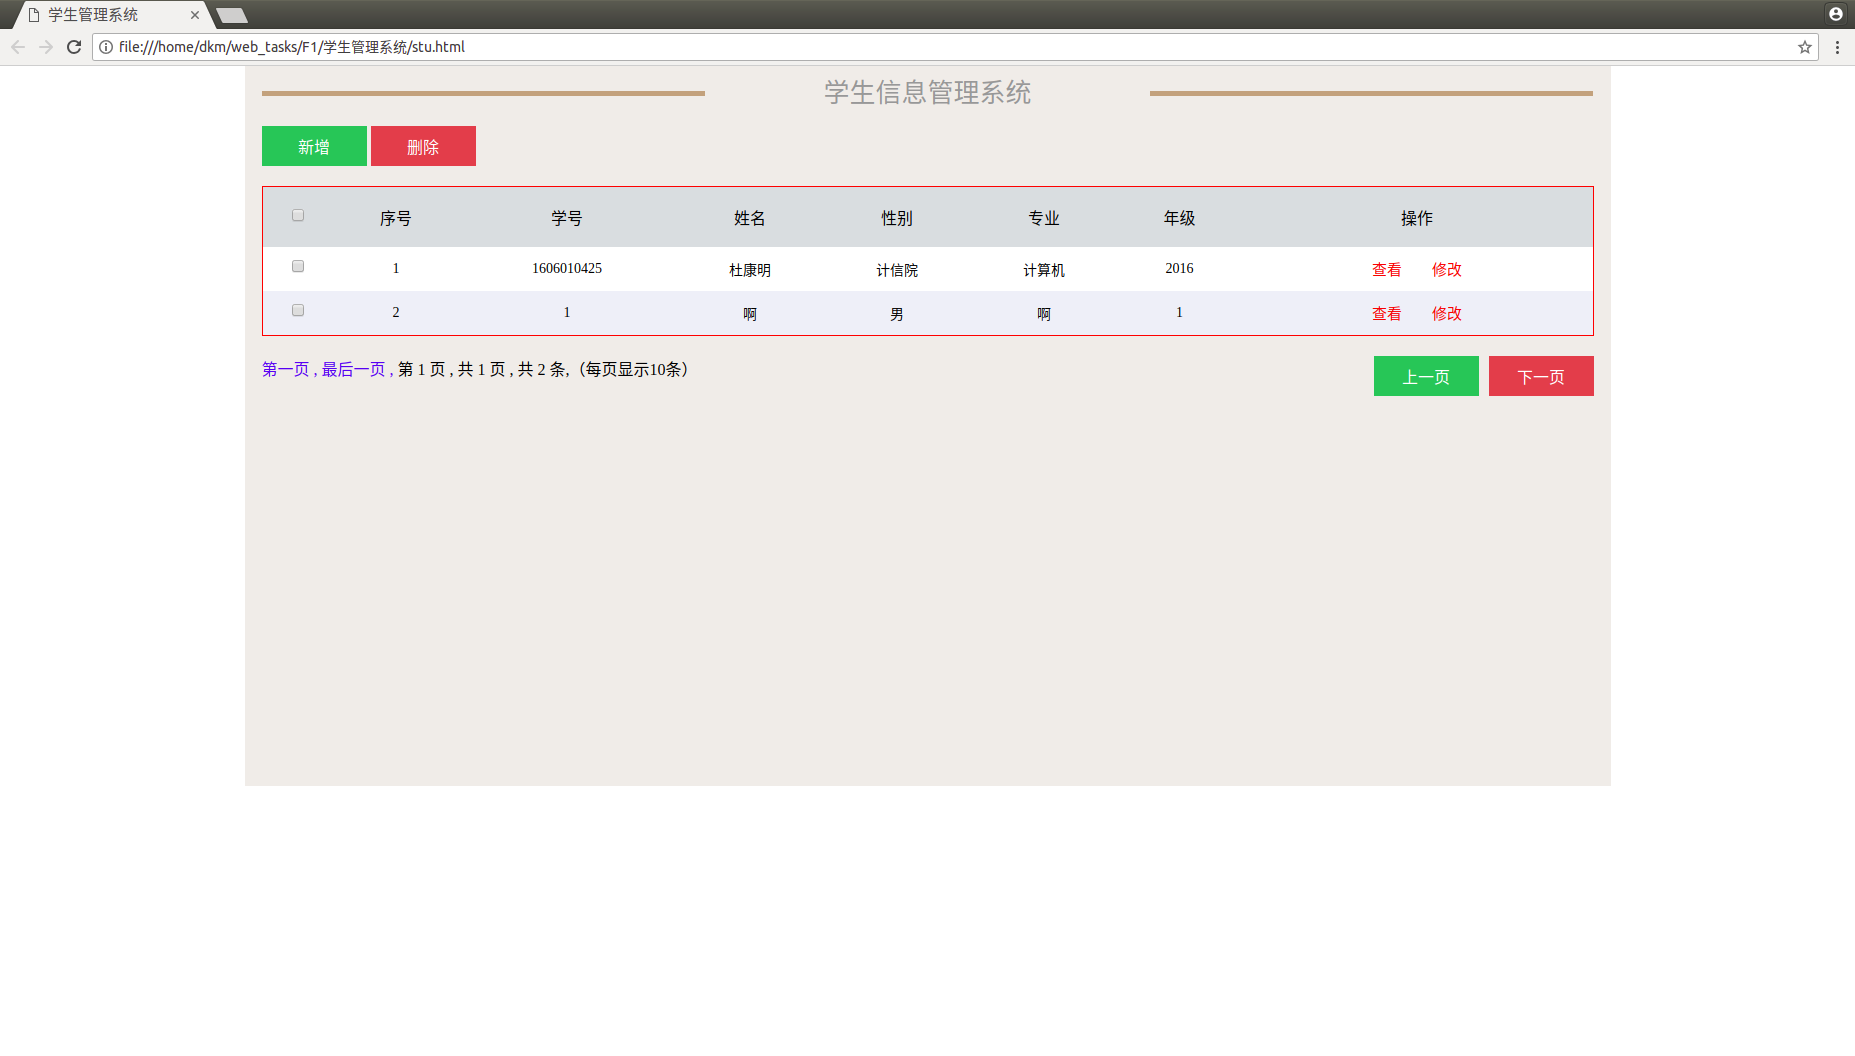 学生管理系统
file:///home/dkm/web_tasks/F1/学生管理系统/stu.html
学生信息管理系统
新增 删除
序号 学号 姓名 性别 专业 年级 操作
1 1606010425 杜康明 计信院 计算机 2016 查看 修改
2 1 啊 男 啊 1 查看 修改
第一页 , 最后一页 , 第 1 页 , 共 1 页 , 共 2 条,（每页显示10条） 上一页 下一页